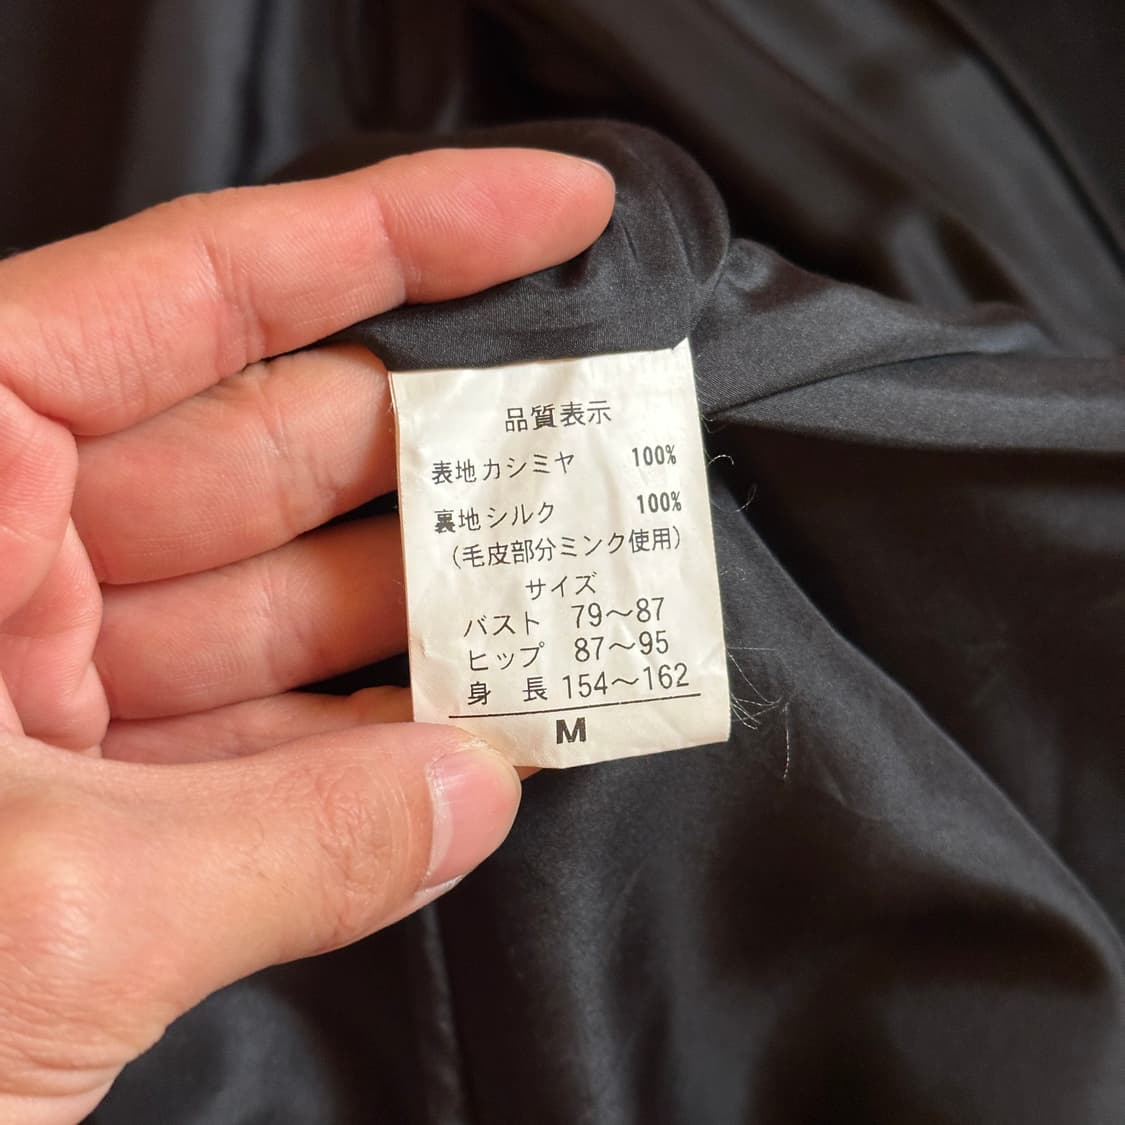 品質表示
表地カシミヤ 100%
裏地シルク 100%
(毛皮部分ミンク使用)
サイズ
バスト 79~87
ヒップ 87~95
身 長 154~162
M